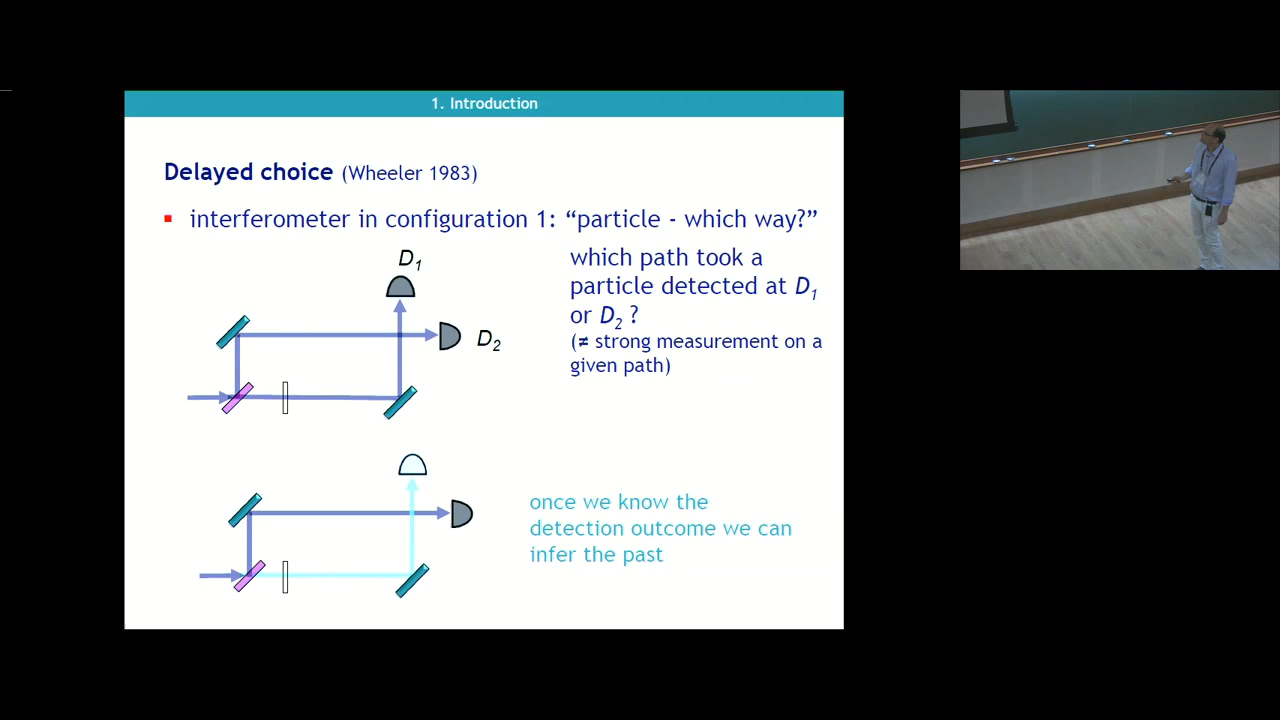 1. Introduction
Delayed choice (Wheeler 1983)
▪ interferometer in configuration 1: “particle - which way?”
which path took a
particle detected at D1
or D2 ?
(≠ strong measurement on a
given path)
D1
D2
once we know the
detection outcome we can
infer the past